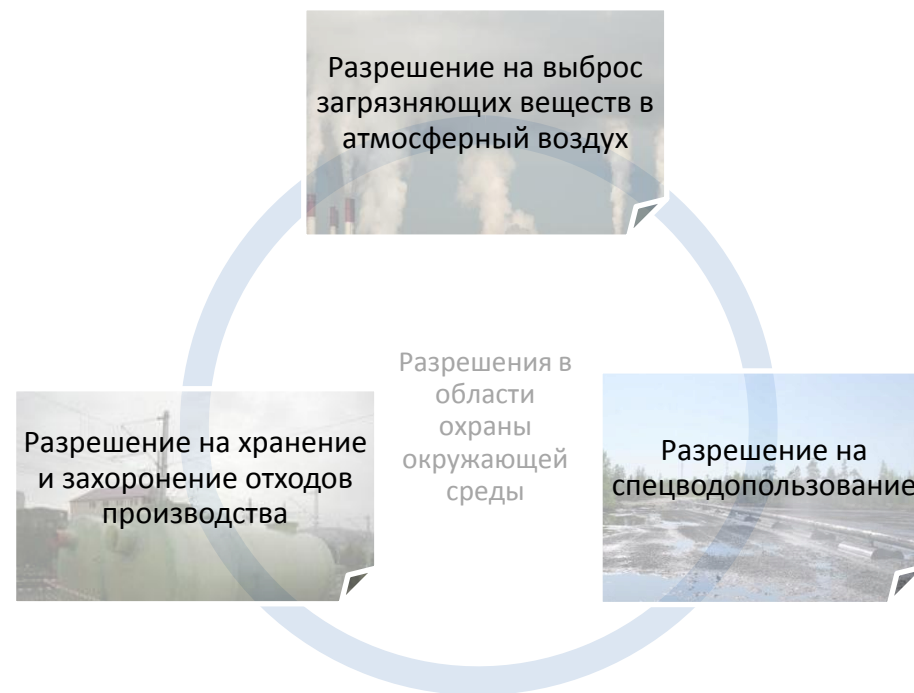 Разрешение на выброс
загрязняющих веществ в
атмосферный воздух
Разрешения в
области
охраны
окружающей
среды
Разрешение на хранение
и захоронение отходов
производства
Разрешение на
спецводопользование